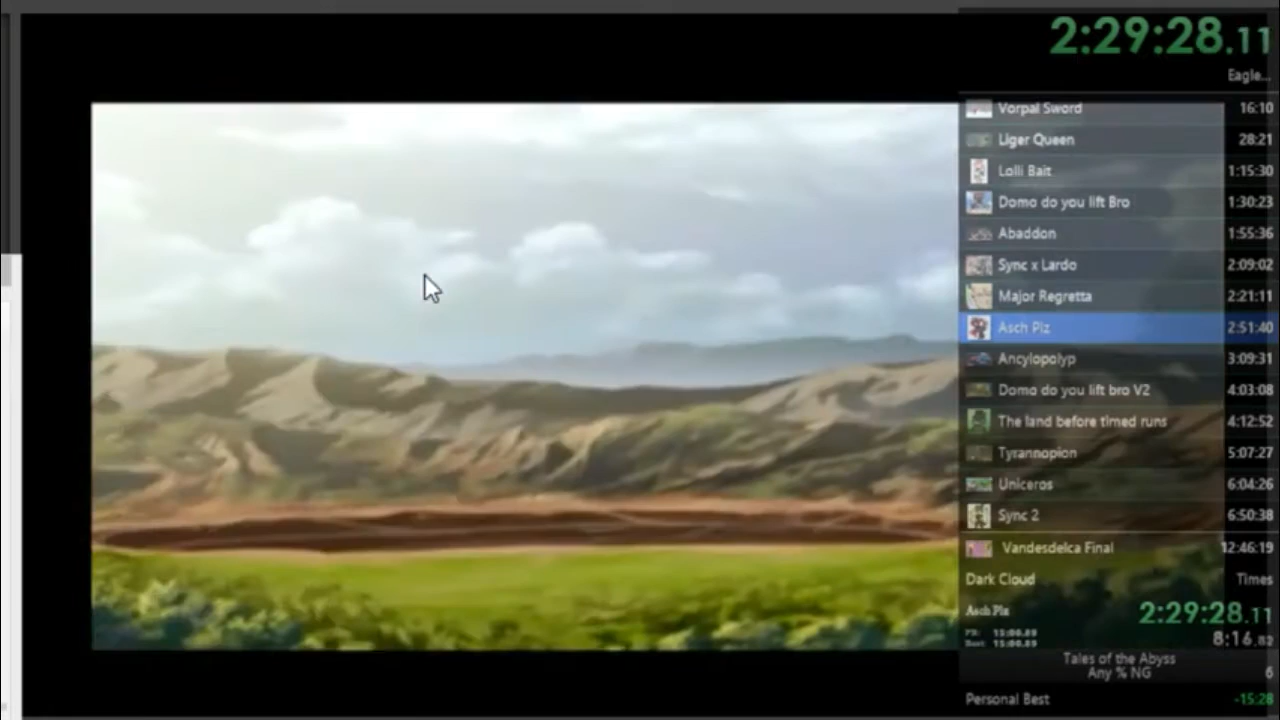 2:29:28.11
Eagle...
Vorpal Sword 16:10
Liger Queen 28:21
Lolli Bait 1:15:30
Domo do you lift Bro 1:30:23
Abaddon 1:55:36
Sync x Lardo 2:09:02
Major Regretta 2:21:11
Asch Plz 2:51:40
Ancylopolyp 3:09:31
Domo do you lift bro V2 4:03:08
The land before timed runs 4:12:52
Tyrannopion 5:07:27
Uniceros 6:04:26
Sync 2 6:50:38
Vandesdelca Final 12:46:19
Dark Cloud Times
Asch Plz 2:29:28.11
8:16.82
Tales of the Abyss
Any % NG 6
Personal Best -15:28